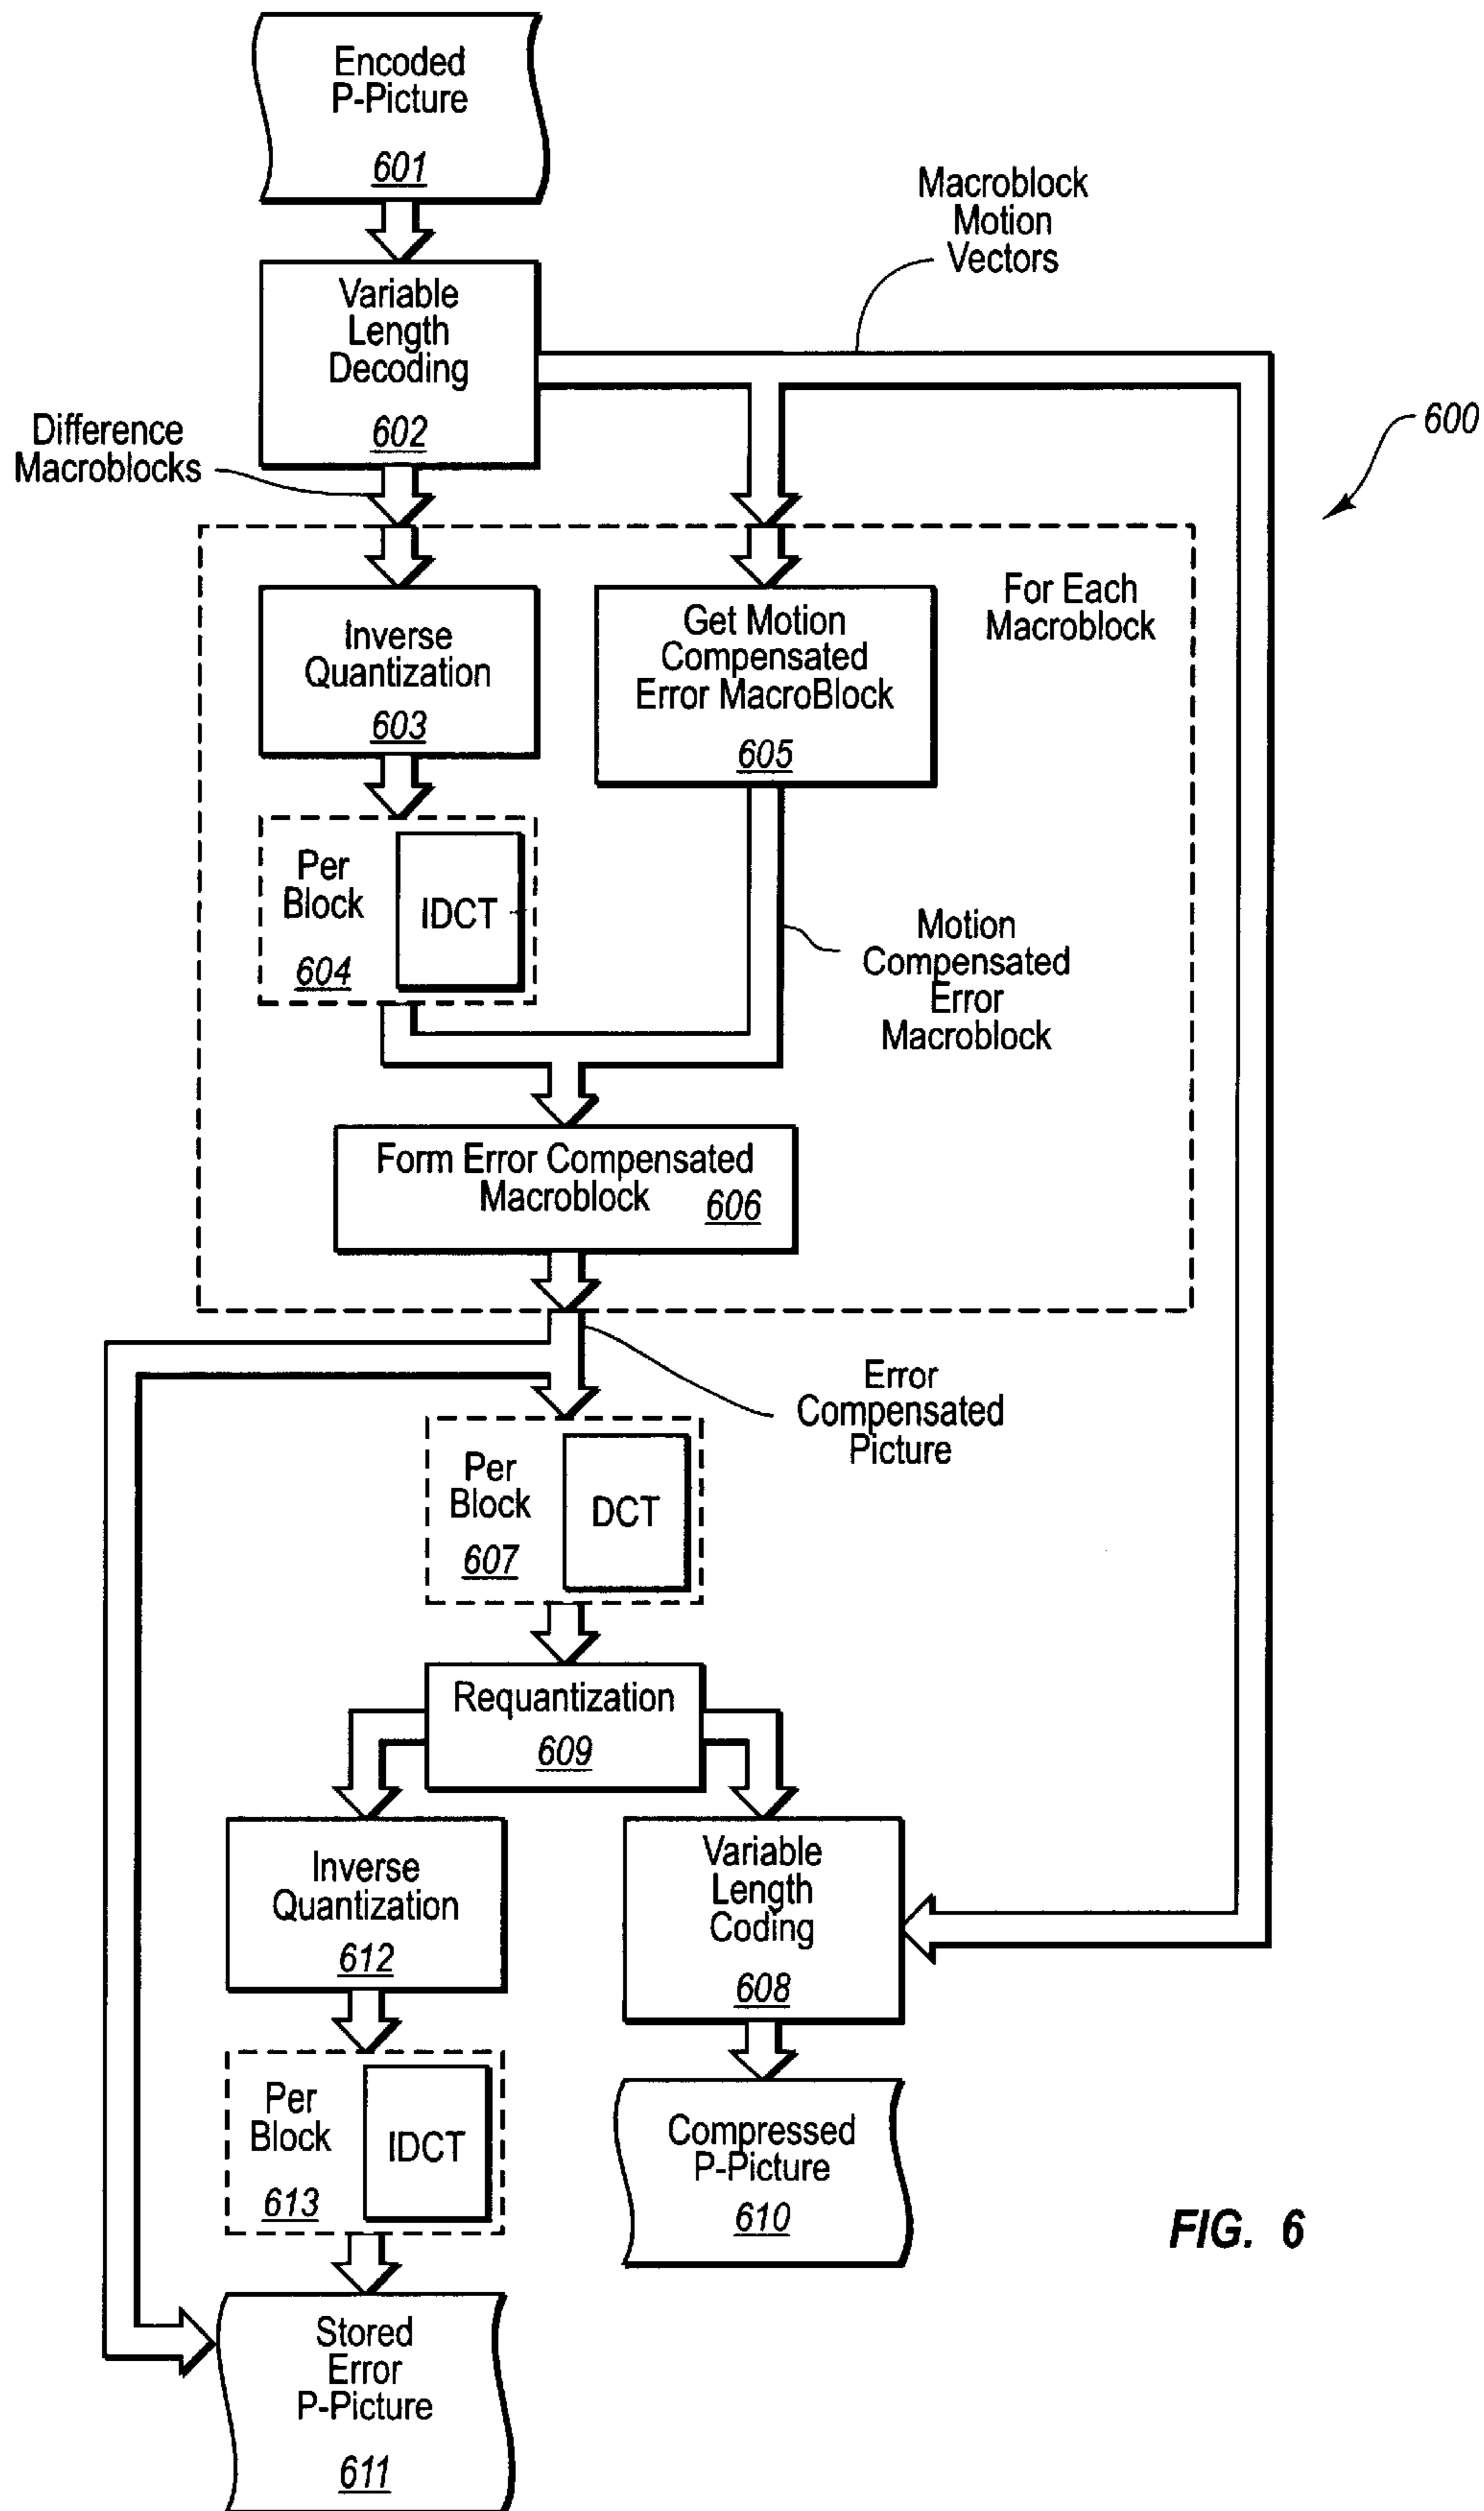 Encoded
P-Picture
601
Macroblock
Motion
Vectors
Variable
Length
Decoding
602
Difference
Macroblocks
600
For Each
Macroblock
Inverse
Quantization
603
Get Motion
Compensated
Error MacroBlock
605
Per
Block
604
IDCT
Motion
Compensated
Error
Macroblock
Form Error Compensated
Macroblock 606
Error
Compensated
Picture
Per
Block
607
DCT
Requantization
609
Inverse
Quantization
612
Variable
Length
Coding
608
Per
Block
613
IDCT
Compressed
P-Picture
610
FIG. 6
Stored
Error
P-Picture
611